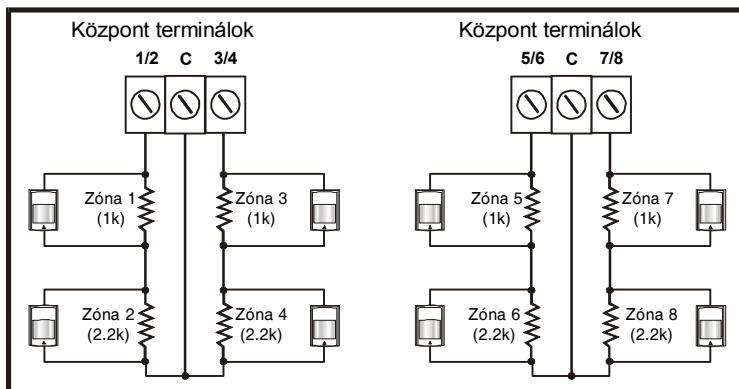 Központ terminálok
1/2 C 3/4
Zóna 1
(1k)
Zóna 3
(1k)
Zóna 2
(2.2k)
Zóna 4
(2.2k)
Központ terminálok
5/6 C 7/8
Zóna 5
(1k)
Zóna 7
(1k)
Zóna 6
(2.2k)
Zóna 8
(2.2k)